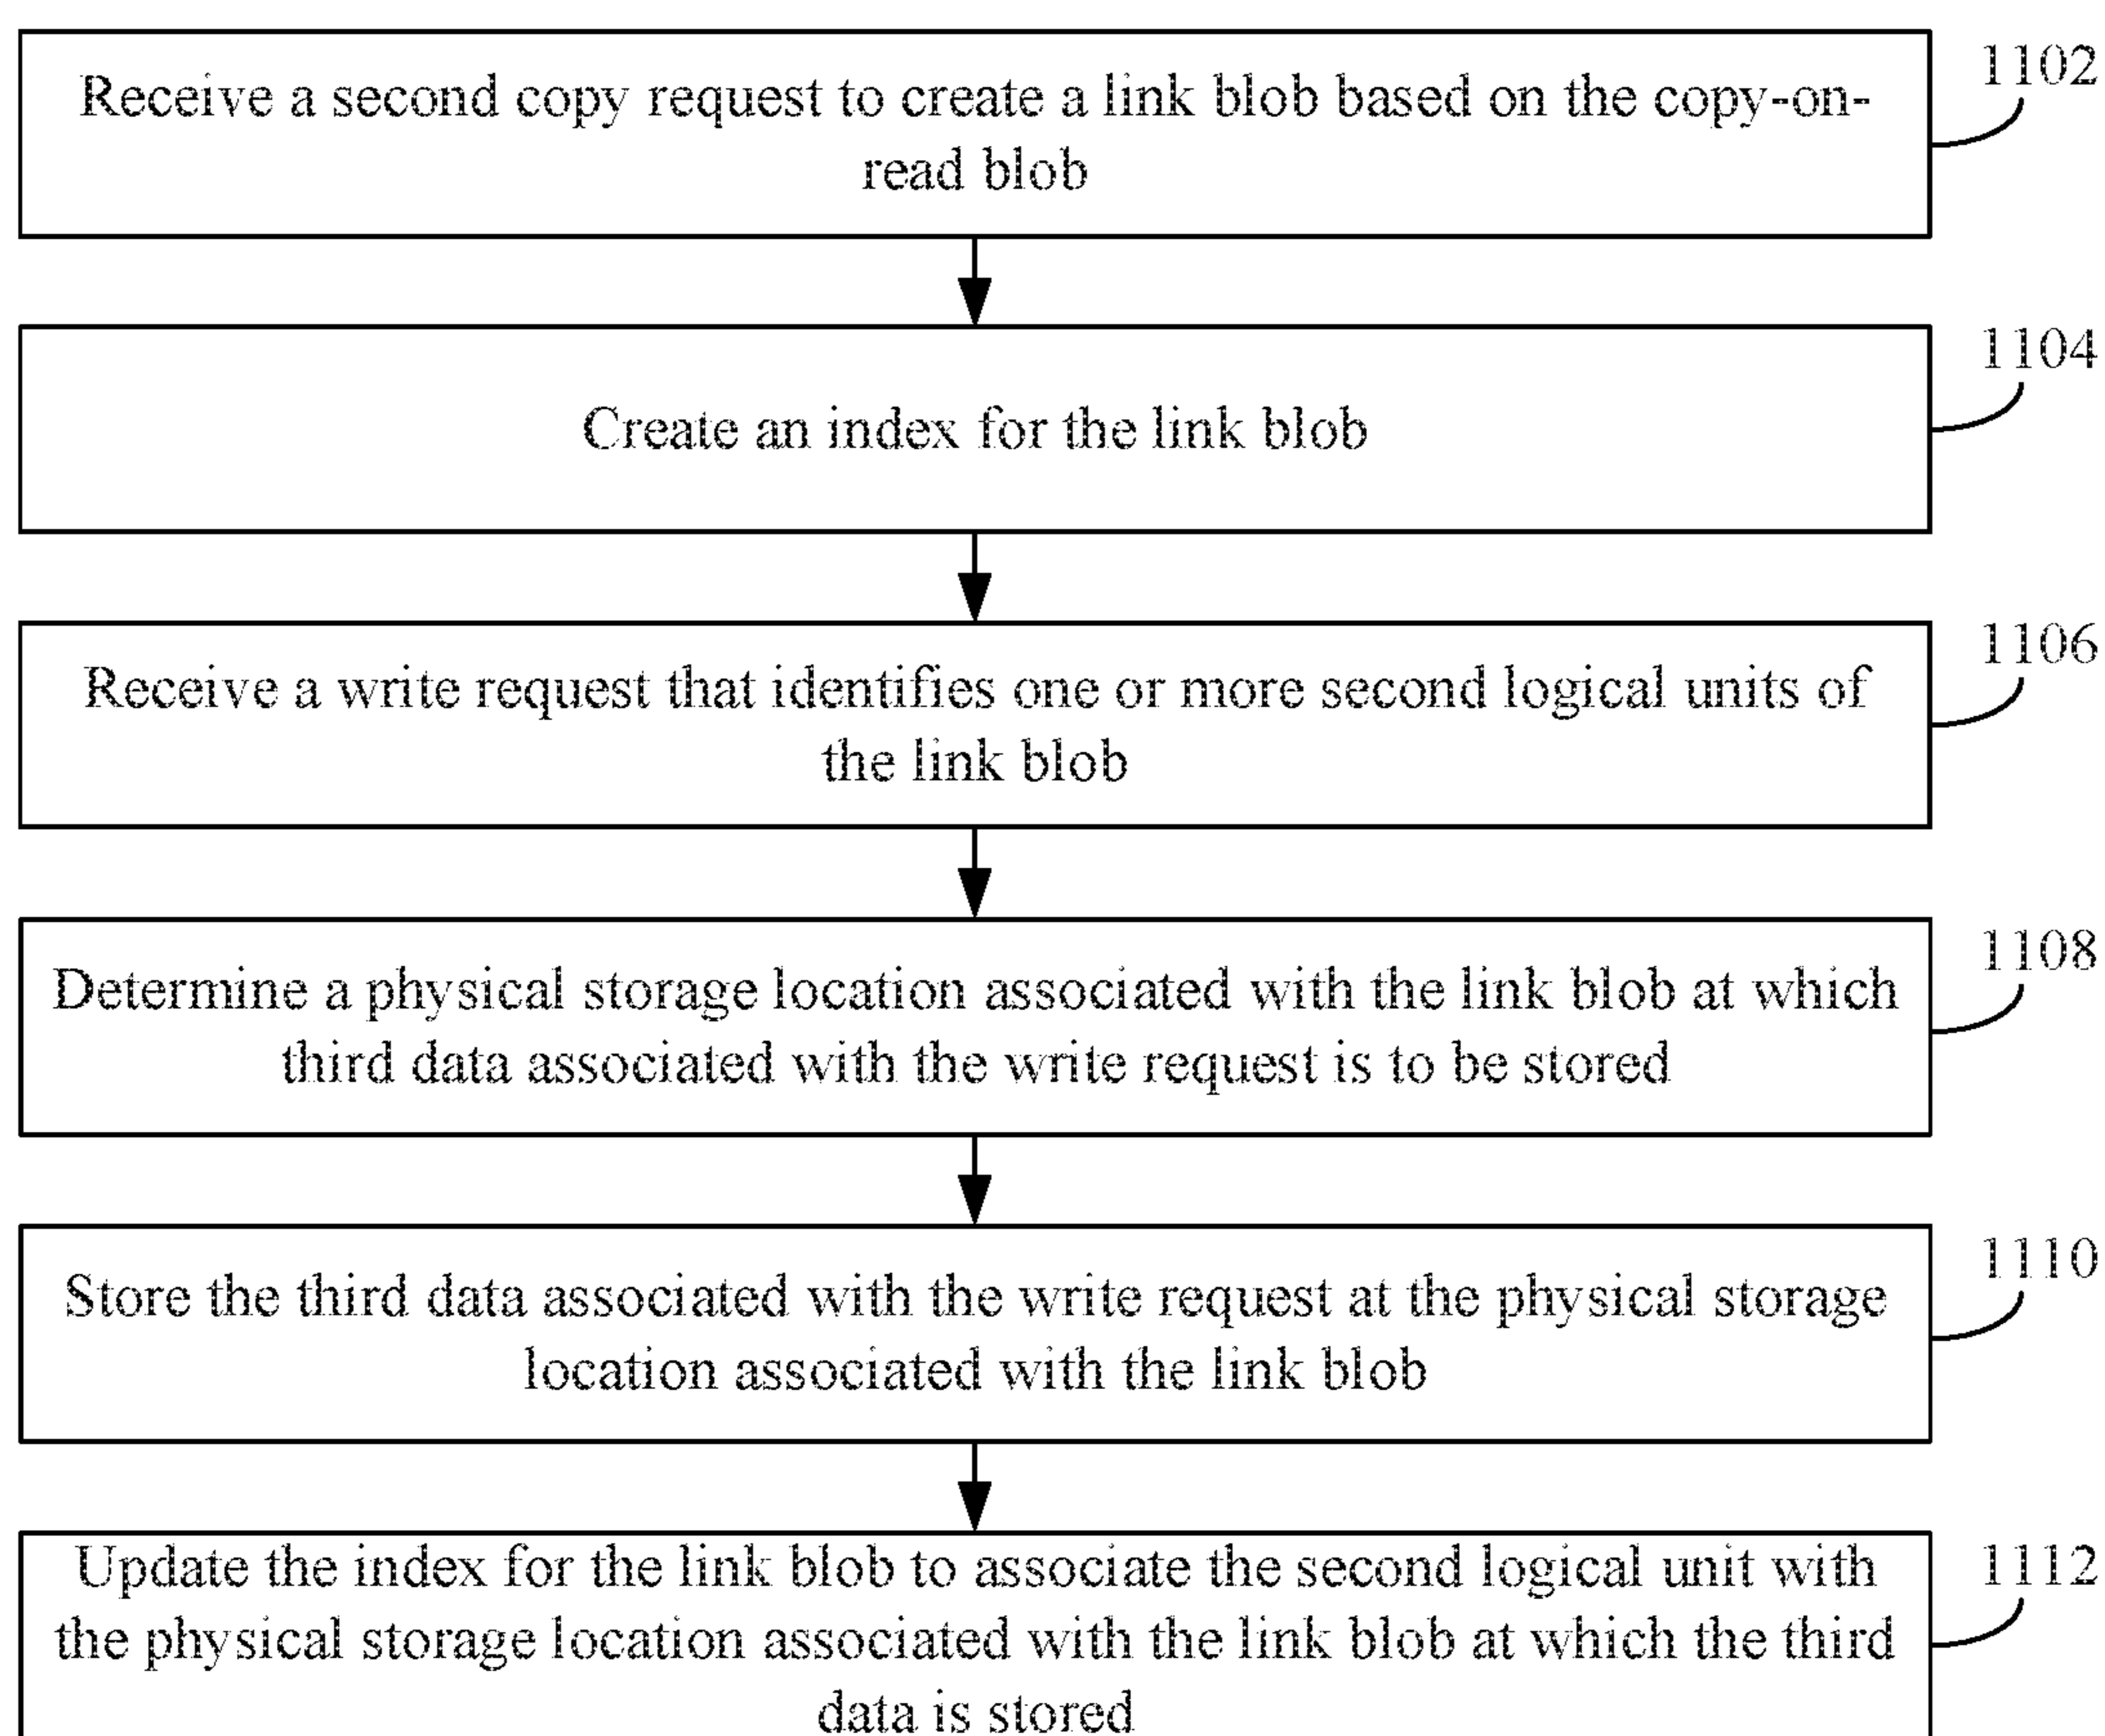 Receive a second copy request to create a link blob based on the copy-on-
read blob
1102
Create an index for the link blob
1104
Receive a write request that identifies one or more second logical units of
the link blob
1106
Determine a physical storage location associated with the link blob at which
third data associated with the write request is to be stored
1108
Store the third data associated with the write request at the physical storage
location associated with the link blob
1110
Update the index for the link blob to associate the second logical unit with
the physical storage location associated with the link blob at which the third
data is stored
1112